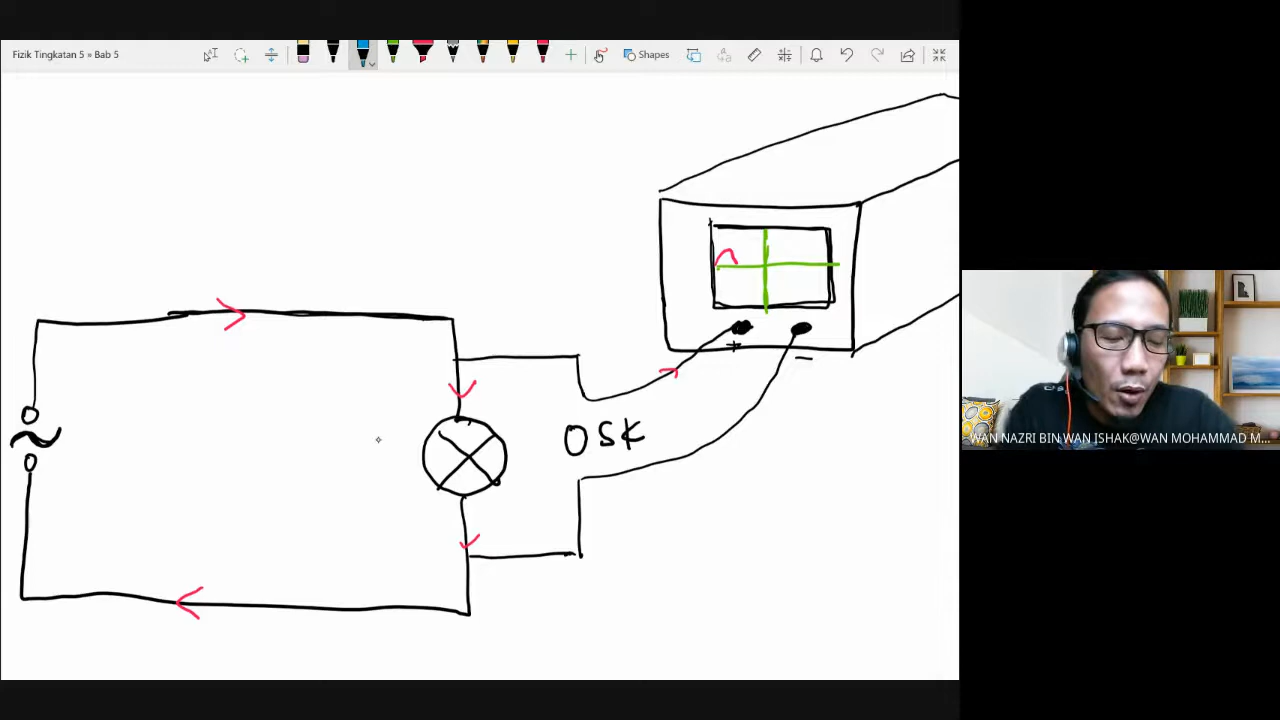 Fizik Tingkatan 5 » Bab 5
Shapes
+
−
OSK
WAN NAZRI BIN WAN ISHAK@WAN MOHAMMAD M...